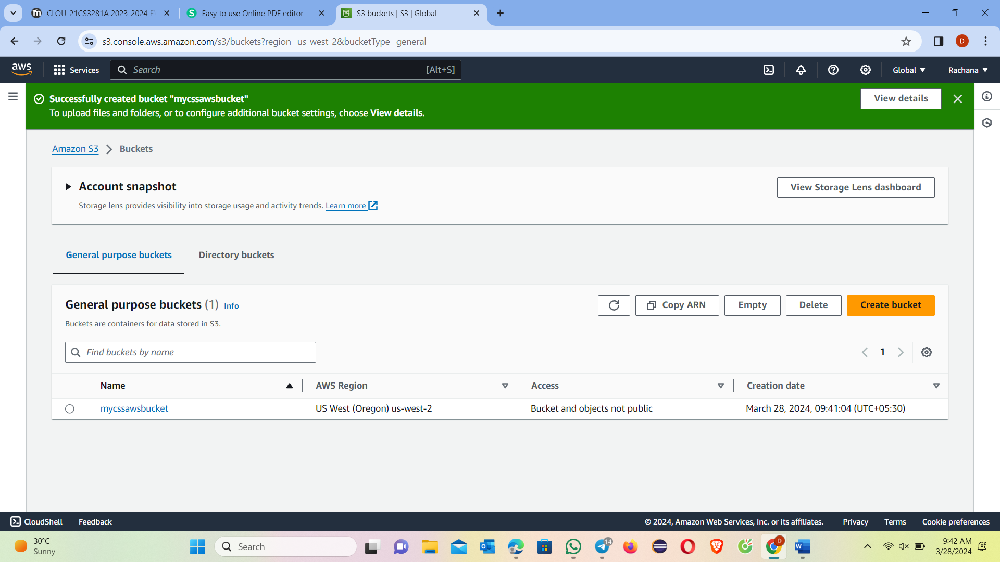 CLOU-21CS3281A 2023-2024 E
Easy to use Online PDF editor
S3 buckets | S3 | Global
s3.console.aws.amazon.com/s3/buckets?region=us-west-2&bucketType=general
D
aws
Services
Search
[Alt+S]
Global
Rachana
Successfully created bucket "mycssawsbucket"
To upload files and folders, or to configure additional bucket settings, choose View details.
View details
Amazon S3
Buckets
Account snapshot
Storage lens provides visibility into storage usage and activity trends. Learn more
View Storage Lens dashboard
General purpose buckets
Directory buckets
General purpose buckets (1) Info
Buckets are containers for data stored in S3.
Copy ARN
Empty
Delete
Create bucket
Find buckets by name
1
Name
AWS Region
Access
Creation date
mycssawsbucket
US West (Oregon) us-west-2
Bucket and objects not public
March 28, 2024, 09:41:04 (UTC+05:30)
CloudShell
Feedback
© 2024, Amazon Web Services, Inc. or its affiliates.
Privacy
Terms
Cookie preferences
30°C
Sunny
Search
14
D
9:42 AM
3/28/2024